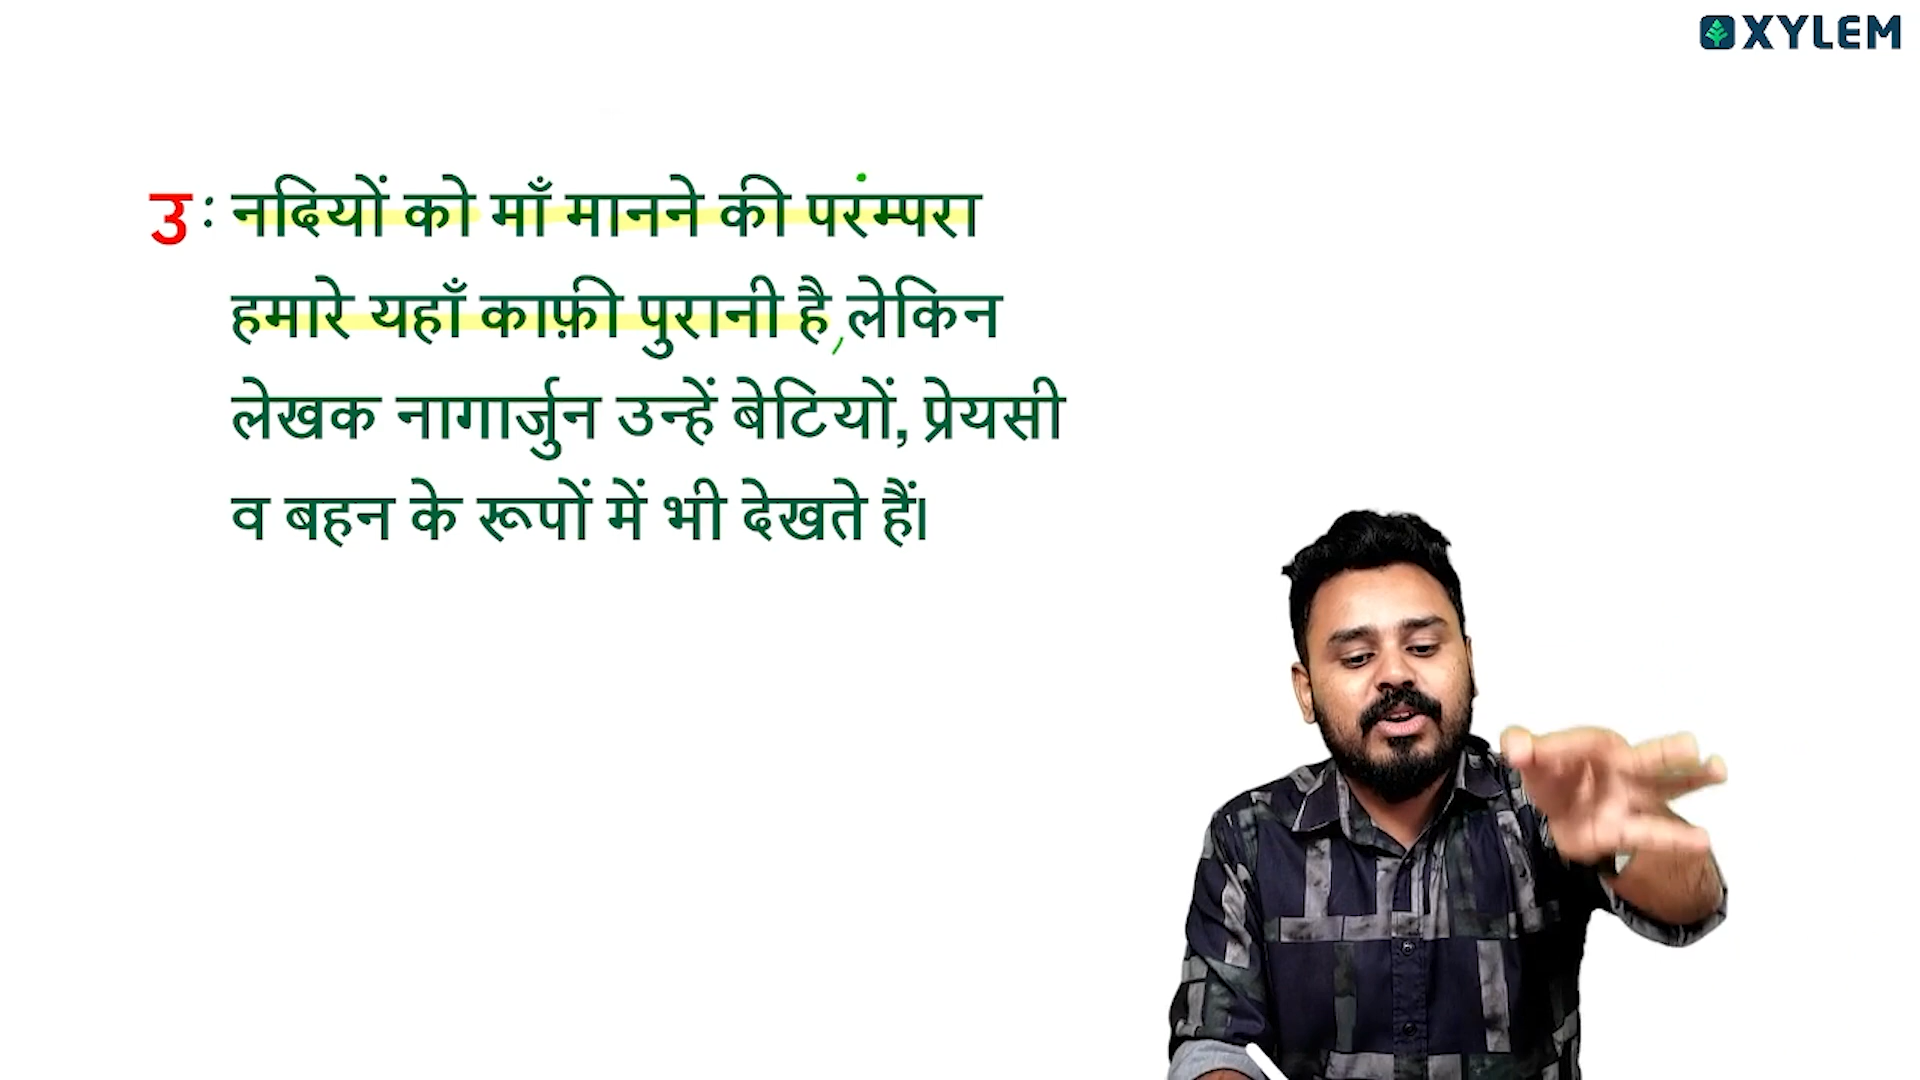 XYLEM
उ: नदियों को माँ मानने की परंम्परा
हमारे यहाँ काफ़ी पुरानी है, लेकिन
लेखक नागार्जुन उन्हें बेटियों, प्रेयसी
व बहन के रूपों में भी देखते हैं।